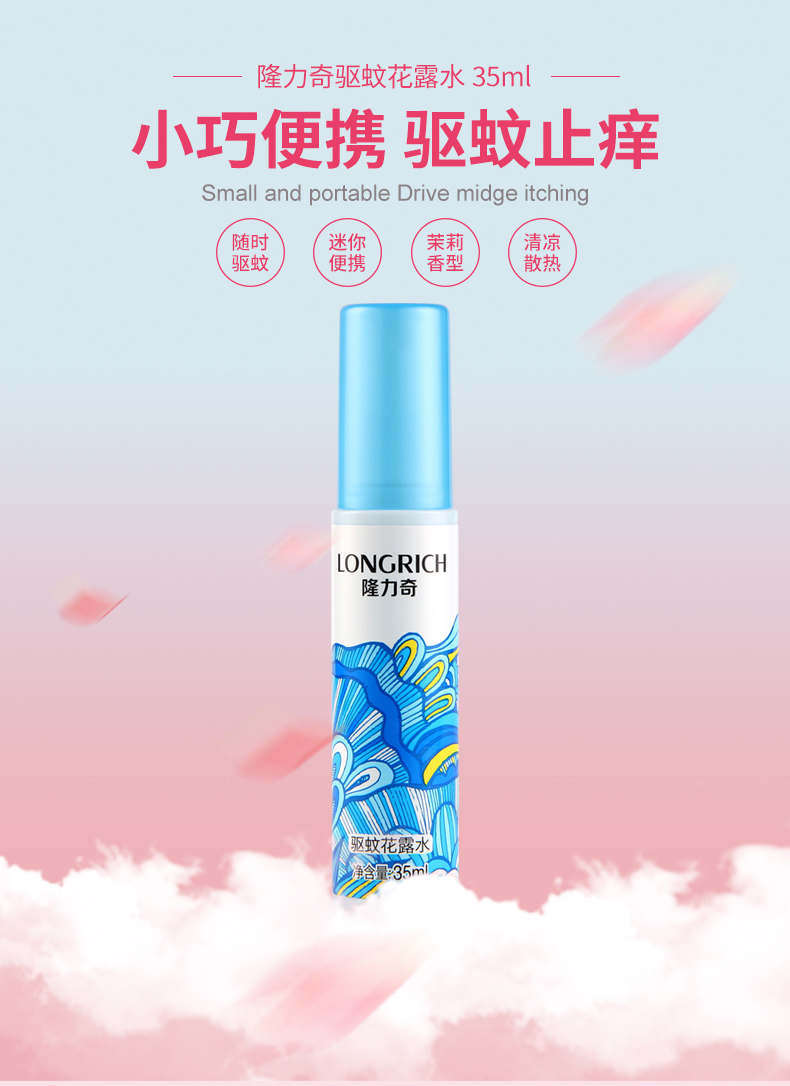 隆力奇驱蚊花露水 35ml
小巧便携 驱蚊止痒
Small and portable Drive midge itching
随时
驱蚊
迷你
便携
茉莉
香型
清凉
散热
LONGRICH
隆力奇
驱蚊花露水
净含量:35ml